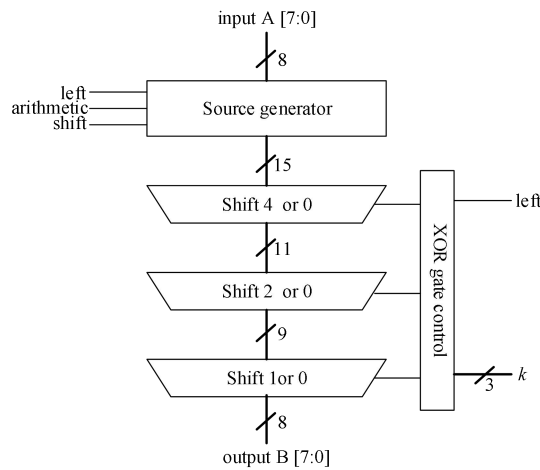 input A [7:0]
8
left
arithmetic
shift
Source generator
15
Shift 4 or 0
left
11
XOR gate control
Shift 2 or 0
9
Shift 1or 0
3
k
8
output B [7:0]